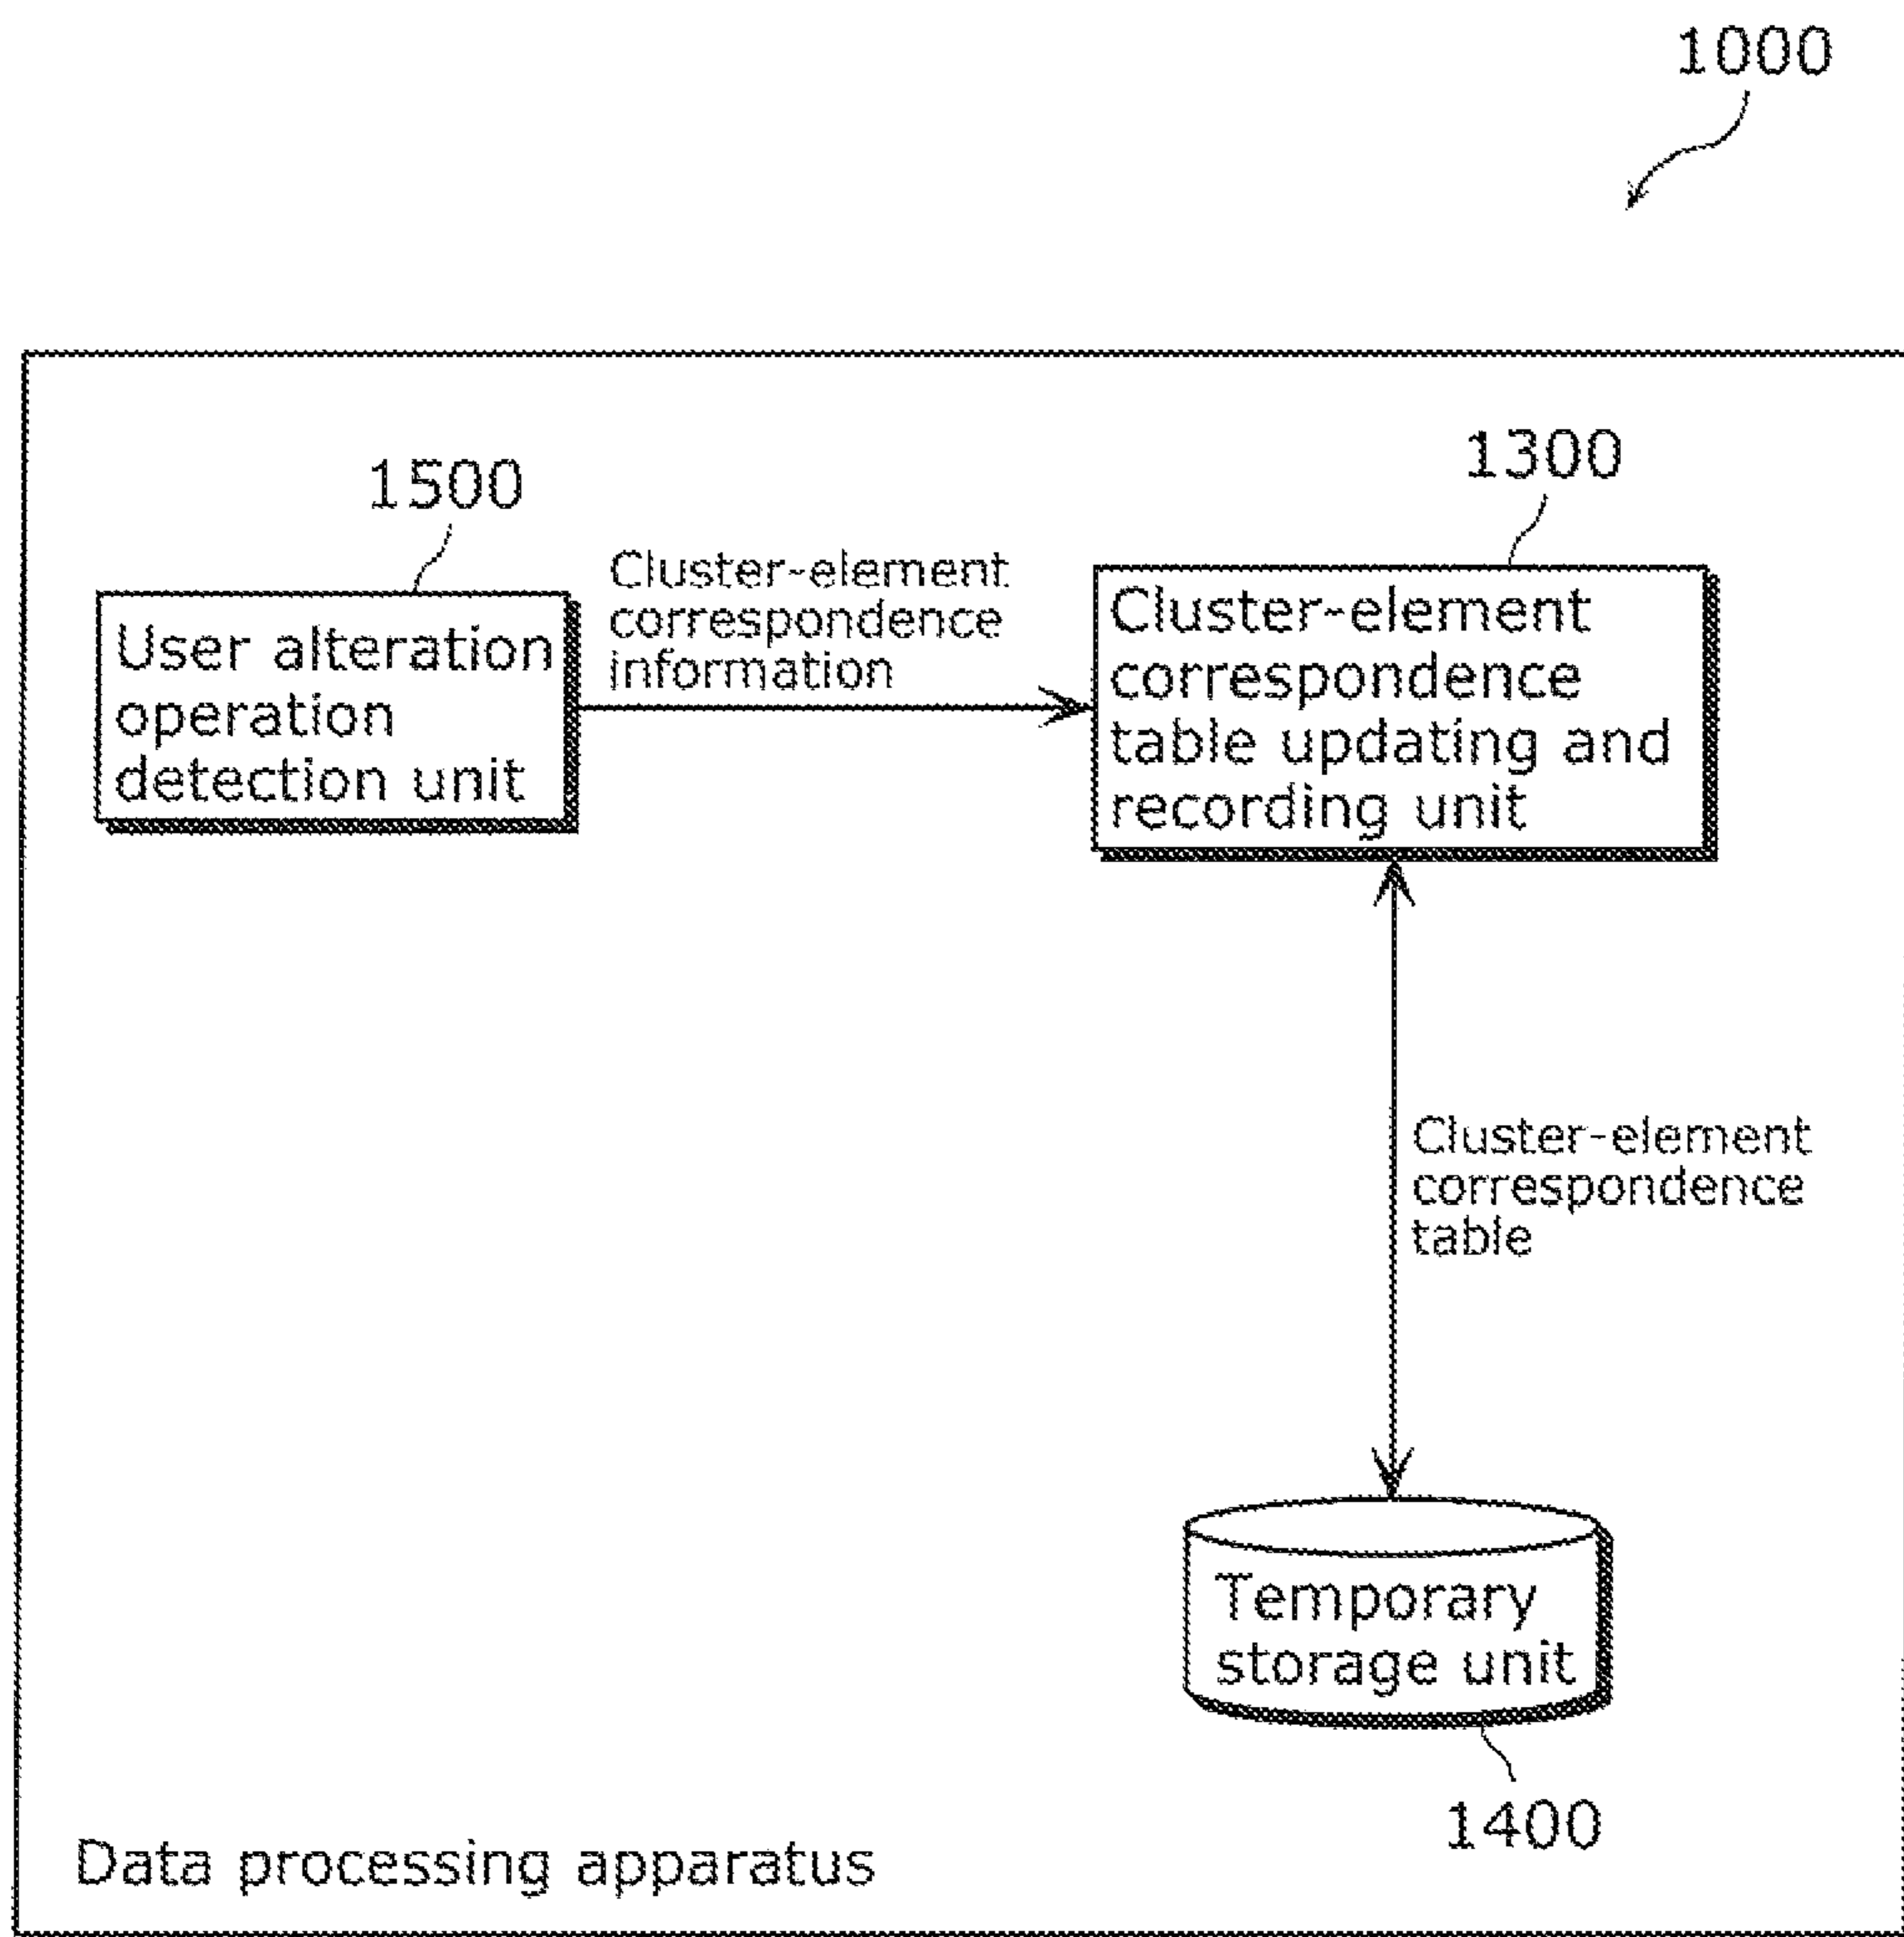 1000
1500
1300
Cluster-element
correspondence
information
User alteration
operation
detection unit
Cluster-element
correspondence
table updating and
recording unit
Cluster-element
correspondence
table
Temporary
storage unit
1400
Data processing apparatus